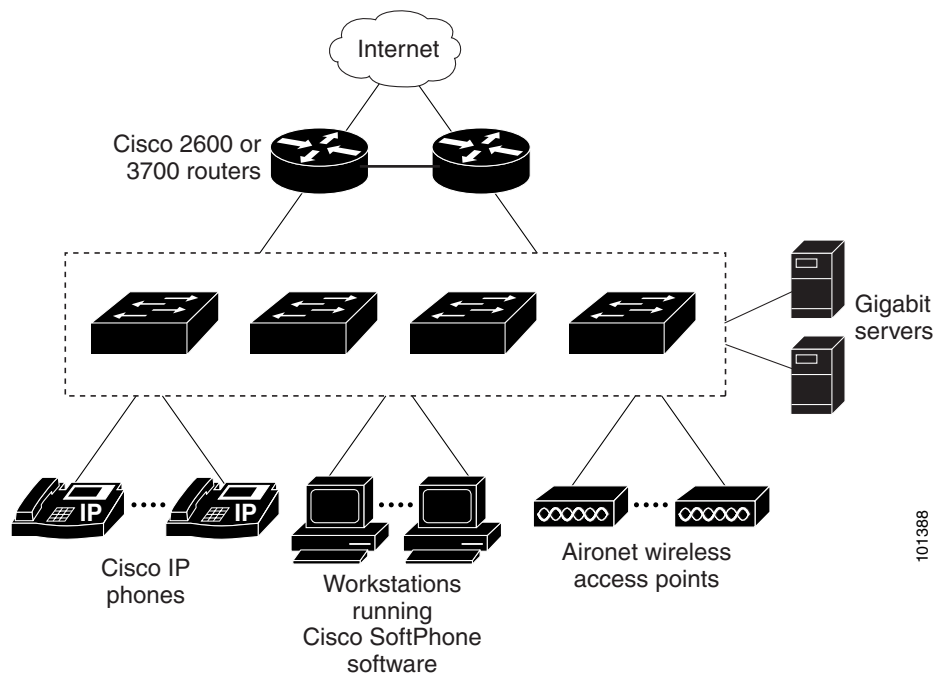 Internet
Cisco 2600 or
3700 routers
Gigabit
servers
IP
IP
Cisco IP
phones
Workstations
running
Cisco SoftPhone
software
Aironet wireless
access points
101388